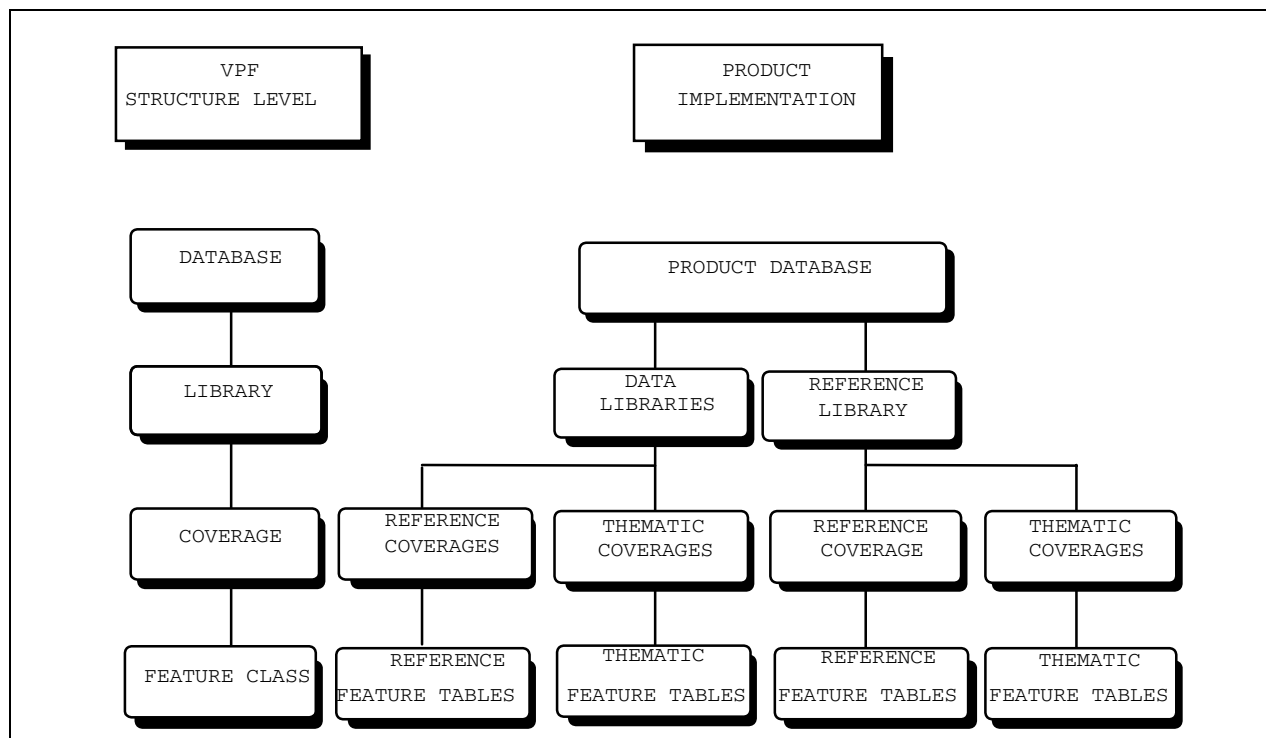 VPF
STRUCTURE LEVEL
PRODUCT
IMPLEMENTATION
DATABASE
PRODUCT DATABASE
LIBRARY
DATA
LIBRARIES
REFERENCE
LIBRARY
COVERAGE
REFERENCE
COVERAGES
THEMATIC
COVERAGES
REFERENCE
COVERAGE
THEMATIC
COVERAGES
FEATURE CLASS
REFERENCE
FEATURE TABLES
THEMATIC
FEATURE TABLES
REFERENCE
FEATURE TABLES
THEMATIC
FEATURE TABLES